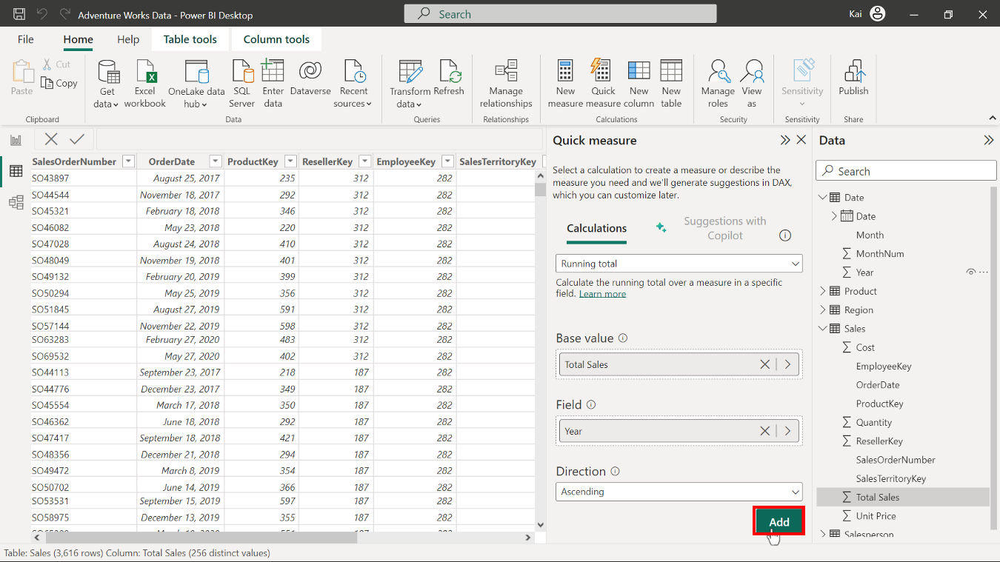 Adventure Works Data - Power BI Desktop
Search
Kai
File
Home
Help
Table tools
Column tools
Paste
Cut
Copy
Clipboard
Get
data
Excel
workbook
OneLake data
hub
SQL
Server
Enter
data
Dataverse
Recent
sources
Data
Transform
data
Refresh
Queries
Manage
relationships
Relationships
New
measure
Quick
measure
New
column
New
table
Calculations
Manage
roles
View
as
Security
Sensitivity
Sensitivity
Publish
Share
SalesOrderNumber OrderDate ProductKey ResellerKey EmployeeKey SalesTerritoryKey
SO43897 August 25, 2017 235 312 282
SO44544 November 18, 2017 292 312 282
SO45321 February 18, 2018 346 312 282
SO46082 May 23, 2018 220 312 282
SO47028 August 24, 2018 410 312 282
SO48049 November 19, 2018 401 312 282
SO49132 February 20, 2019 399 312 282
SO50294 May 25, 2019 356 312 282
SO51845 August 27, 2019 591 312 282
SO57144 November 22, 2019 598 312 282
SO63283 February 27, 2020 483 312 282
SO69532 May 27, 2020 402 312 282
SO44113 September 23, 2017 218 187 282
SO44776 December 23, 2017 349 187 282
SO45554 March 17, 2018 350 187 282
SO46362 June 18, 2018 292 187 282
SO47417 September 18, 2018 421 187 282
SO48356 December 21, 2018 294 187 282
SO49472 March 8, 2019 354 187 282
SO50702 June 14, 2019 366 187 282
SO53531 September 15, 2019 597 187 282
SO58975 December 13, 2019 355 187 282
Table: Sales (3,616 rows) Column: Total Sales (256 distinct values)
Quick measure
Select a calculation to create a measure or describe the
measure you need and we'll generate suggestions in DAX,
which you can customize later.
Calculations
Suggestions with
Copilot
Running total
Calculate the running total over a measure in a specific
field. Learn more
Base value
Total Sales
Field
Year
Direction
Ascending
Add
Data
Search
Date
Date
Month
MonthNum
Year
Product
Region
Sales
Cost
EmployeeKey
OrderDate
ProductKey
Quantity
ResellerKey
SalesOrderNumber
SalesTerritoryKey
Total Sales
Unit Price
Salesperson